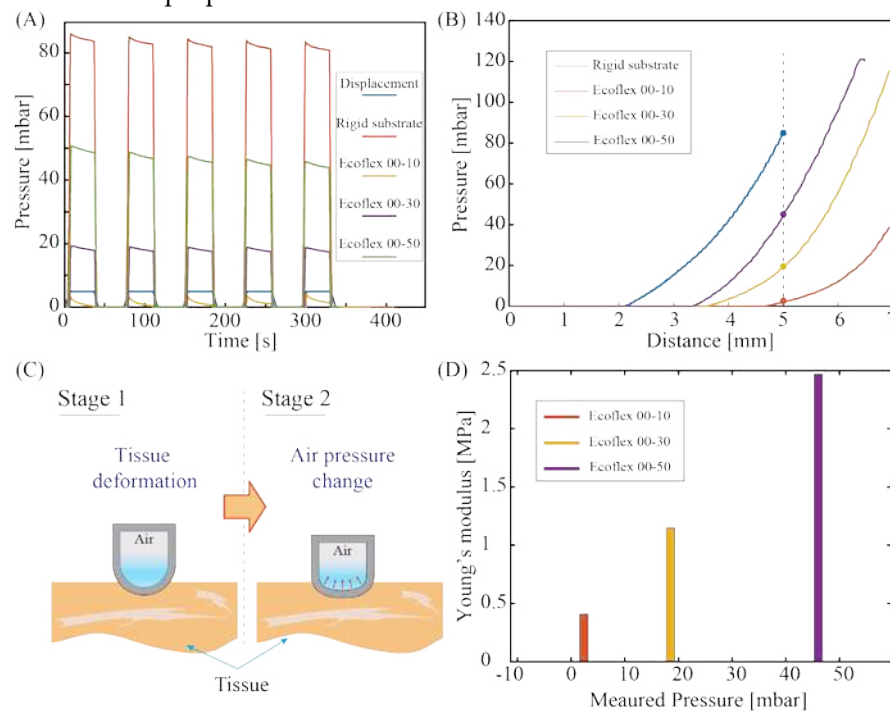 (A)
80
60
40
20
0
Pressure [mbar]
0
100
200
300
400
Time [s]
Displacement
Rigid substrate
Ecoflex 00-10
Ecoflex 00-30
Ecoflex 00-50
(B)
140
120
100
80
60
40
20
0
Pressure [mbar]
0
1
2
3
4
5
6
7
Distance [mm]
Rigid substrate
Ecoflex 00-10
Ecoflex 00-30
Ecoflex 00-50
(C)
Stage 1
Stage 2
Tissue
deformation
Air pressure
change
Air
Air
Tissue
(D)
2.5
2
1.5
1
0.5
0
Young's modulus [MPa]
-10
0
10
20
30
40
50
Meaured Pressure [mbar]
Ecoflex 00-10
Ecoflex 00-30
Ecoflex 00-50